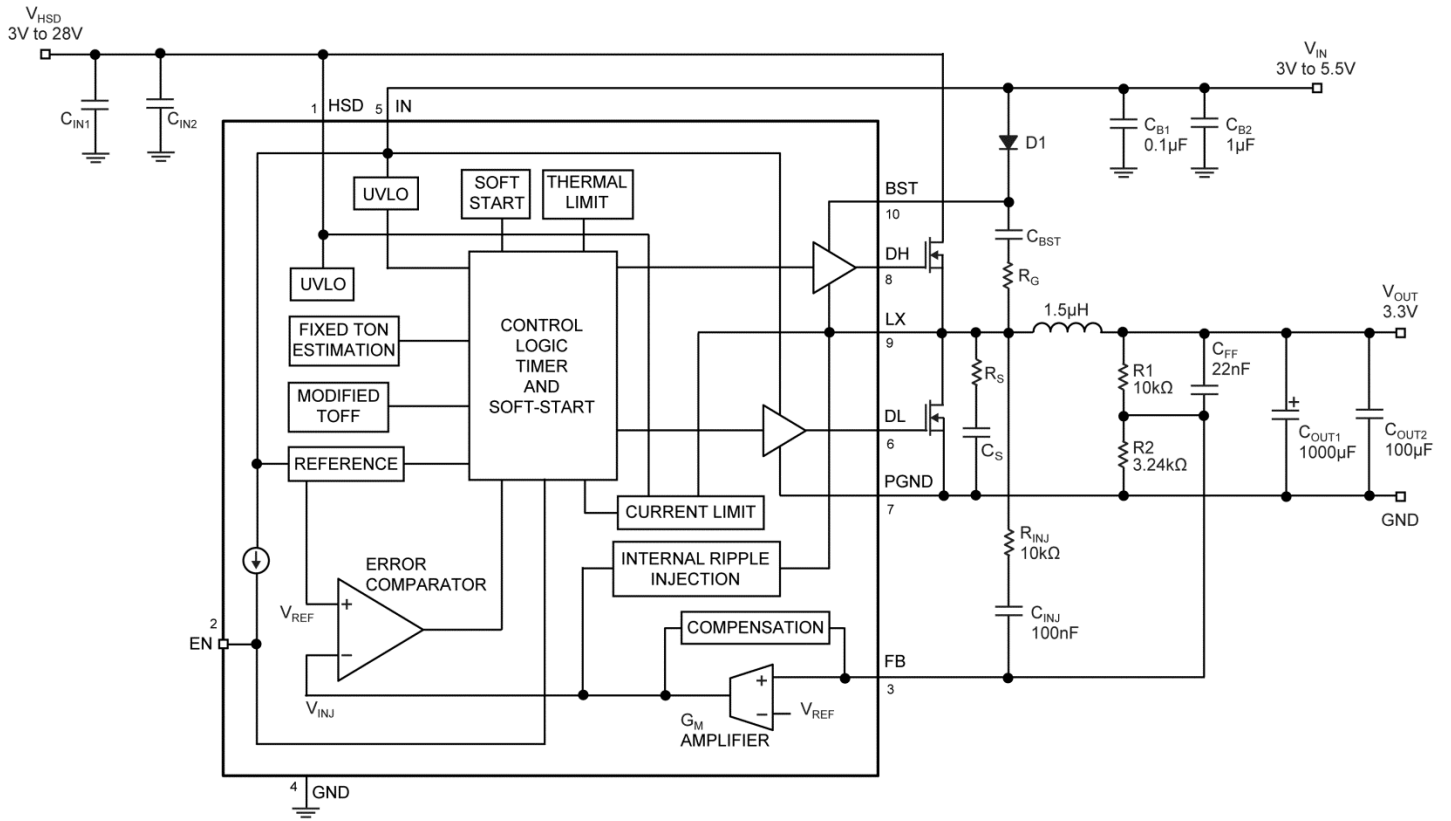 V_HSD
3V to 28V
V_IN
3V to 5.5V
C_IN1
C_IN2
1 HSD
5 IN
C_B1
0.1µF
C_B2
1µF
D1
UVLO
SOFT
START
THERMAL
LIMIT
BST
10
C_BST
UVLO
DH
8
R_G
CONTROL
LOGIC
TIMER
AND
SOFT-START
FIXED TON
ESTIMATION
LX
9
1.5µH
V_OUT
3.3V
MODIFIED
TOFF
R_S
R1
10kΩ
C_FF
22nF
REFERENCE
DL
6
C_S
R2
3.24kΩ
+
C_OUT1
1000µF
C_OUT2
100µF
CURRENT LIMIT
PGND
7
GND
INTERNAL RIPPLE
INJECTION
R_INJ
10kΩ
ERROR
COMPARATOR
V_REF
+
−
C_INJ
100nF
2
EN
COMPENSATION
FB
3
V_INJ
+
−
V_REF
G_M
AMPLIFIER
4
GND